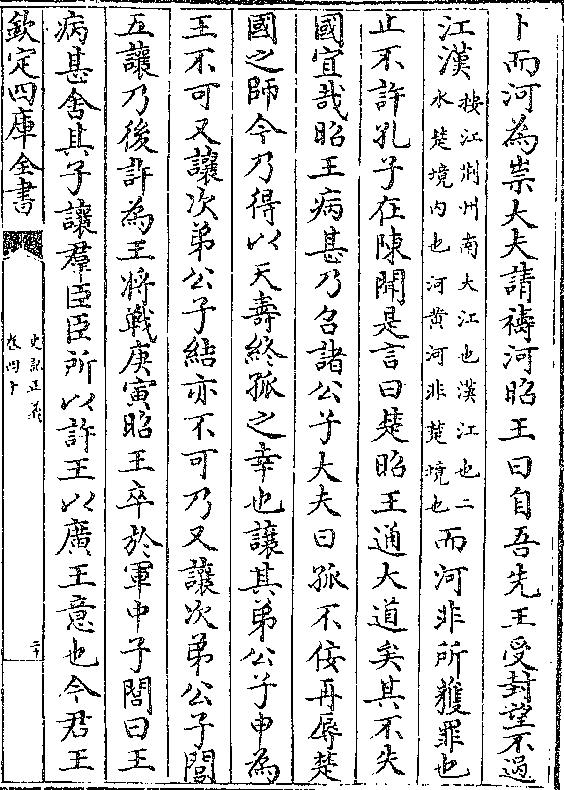 卜而河為祟大夫請禱河昭王曰自吾先王受封望不過
江漢按江荆州南大江也漢江也二水楚境内也河黄河非楚境也而河非所獲罪也
止不許孔子在陳聞是言曰楚昭王通大道矣其不失
國宜哉昭王病甚乃召諸公子大夫曰孤不佞再辱楚
國之師今乃得以天壽終孤之幸也讓其弟公子申為
王不可又讓次弟公子結亦不可乃又讓次弟公子閭
五讓乃後許為王將戰庚寅昭王卒於軍中子閭曰王
病甚舍其子讓羣臣臣所以許王以廣王意也今君王
欽定四庫全書
史記正義
卷四十
二十